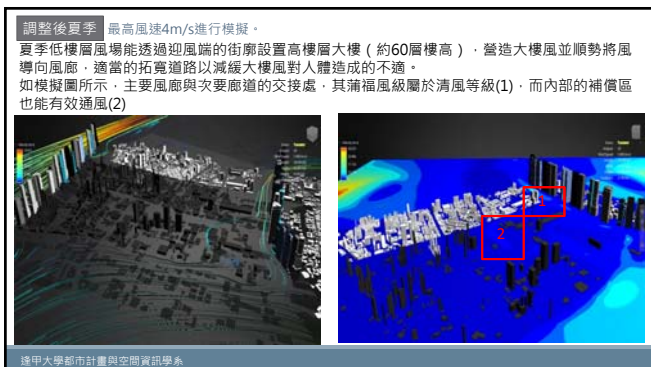 調整後夏季 最高風速4m/s進行模擬。
夏季低樓層風場能透過迎風端的街廓設置高樓層大樓(約60層樓高),營造大樓風並順勢將風
導向風廊,適當的拓寬道路以減緩大樓風對人體造成的不適。
如模擬圖所示,主要風廊與次要廊道的交接處,其蒲福風級屬於清風等級(1),而內部的補償區
也能有效通風(2)
1
2
逢甲大學都市計畫與空間資訊學系